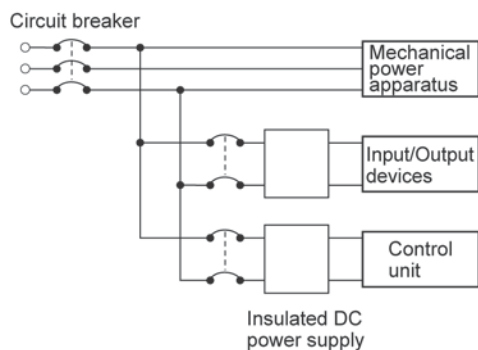 Circuit breaker
Mechanical
power
apparatus
Input/Output
devices
Control
unit
Insulated DC
power supply